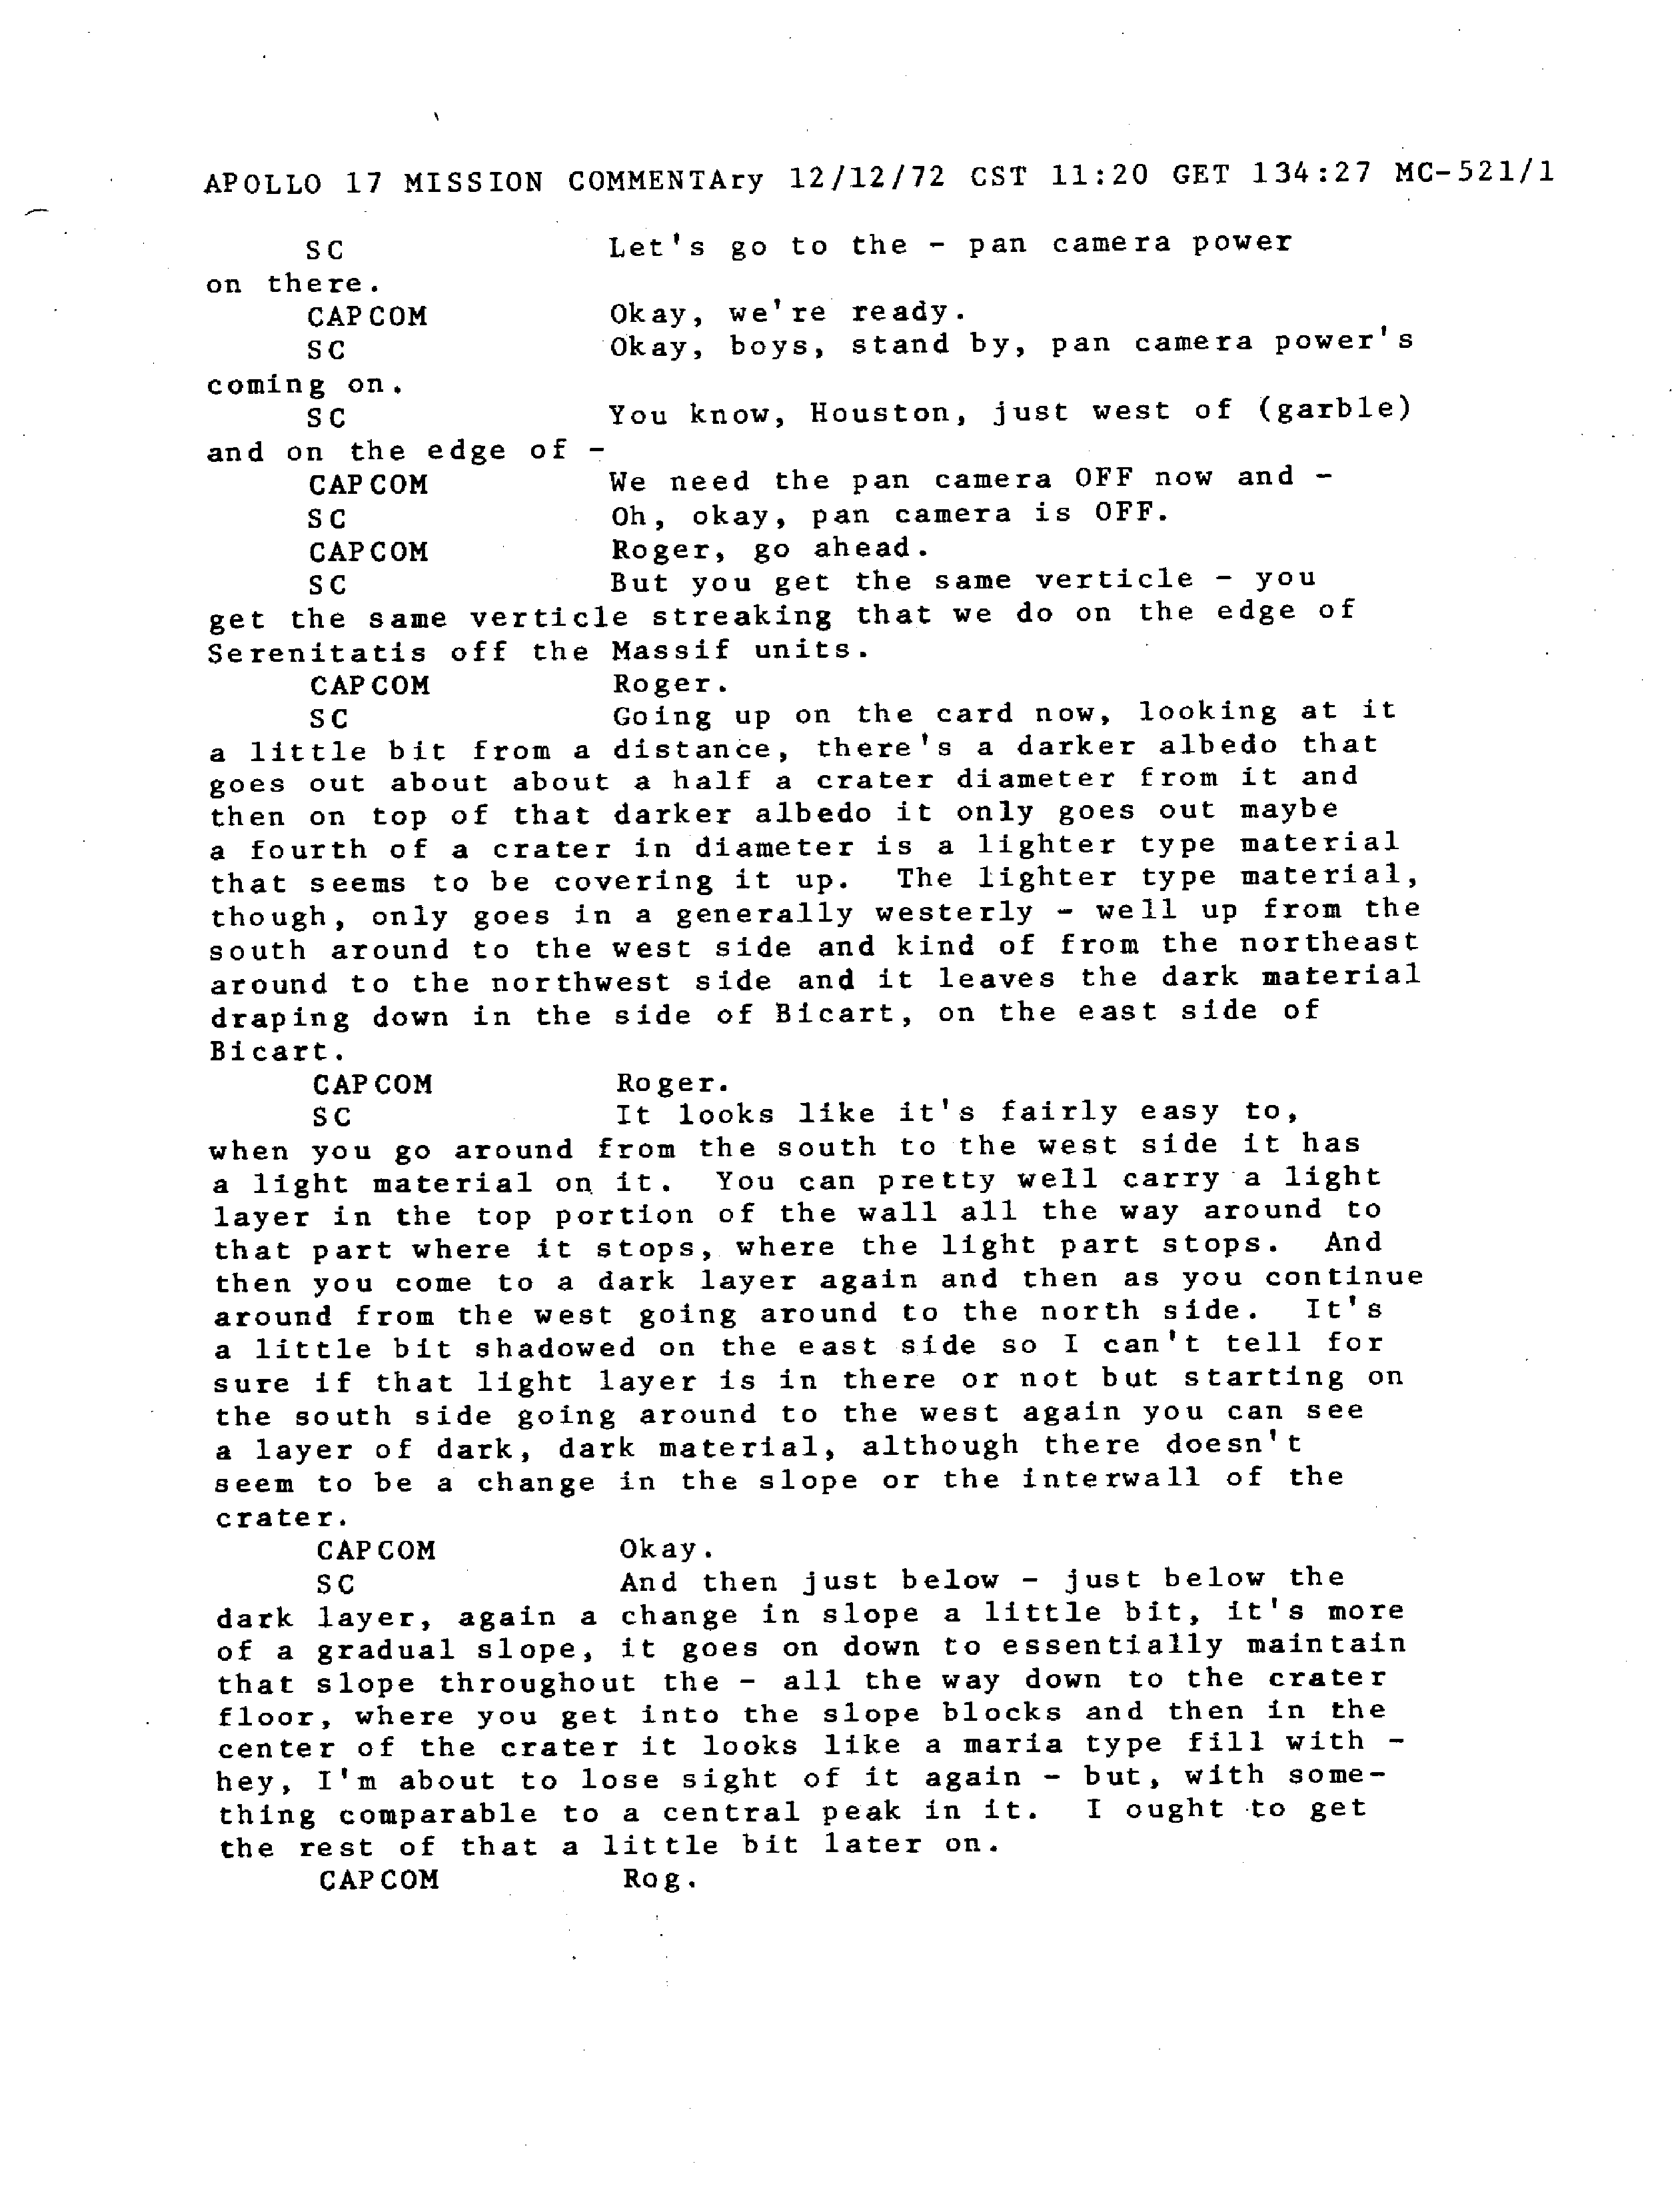 APOLLO 17 MISSION COMMENTAry 12/12/72 CST 11:20 GET 134:27 MC-521/1
SC Let's go to the - pan camera power
on there.
CAPCOM Okay, we're ready.
SC Okay, boys, stand by, pan camera power's
coming on.
SC You know, Houston, just west of (garble)
and on the edge of -
CAPCOM We need the pan camera OFF now and -
SC Oh, okay, pan camera is OFF.
CAPCOM Roger, go ahead.
SC But you get the same verticle - you
get the same verticle streaking that we do on the edge of
Serenitatis off the Massif units.
CAPCOM Roger.
SC Going up on the card now, looking at it
a little bit from a distance, there's a darker albedo that
goes out about about a half a crater diameter from it and
then on top of that darker albedo it only goes out maybe
a fourth of a crater in diameter is a lighter type material
that seems to be covering it up. The lighter type material,
though, only goes in a generally westerly - well up from the
south around to the west side and kind of from the northeast
around to the northwest side and it leaves the dark material
draping down in the side of Bicart, on the east side of
Bicart.
CAPCOM Roger.
SC It looks like it's fairly easy to,
when you go around from the south to the west side it has
a light material on it. You can pretty well carry a light
layer in the top portion of the wall all the way around to
that part where it stops, where the light part stops. And
then you come to a dark layer again and then as you continue
around from the west going around to the north side. It's
a little bit shadowed on the east side so I can't tell for
sure if that light layer is in there or not but starting on
the south side going around to the west again you can see
a layer of dark, dark material, although there doesn't
seem to be a change in the slope or the interwall of the
crater.
CAPCOM Okay.
SC And then just below - just below the
dark layer, again a change in slope a little bit, it's more
of a gradual slope, it goes on down to essentially maintain
that slope throughout the - all the way down to the crater
floor, where you get into the slope blocks and then in the
center of the crater it looks like a maria type fill with -
hey, I'm about to lose sight of it again - but, with some-
thing comparable to a central peak in it. I ought to get
the rest of that a little bit later on.
CAPCOM Rog.